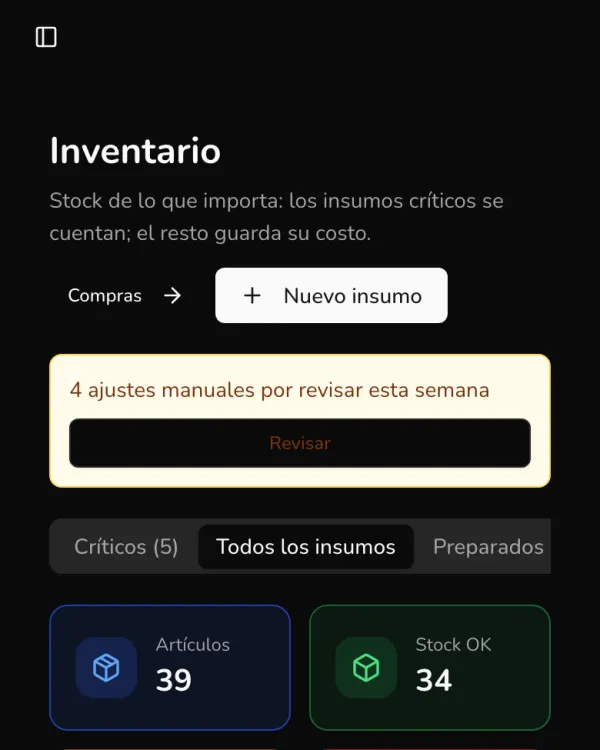 Inventario
Stock de lo que importa: los insumos críticos se
cuentan; el resto guarda su costo.
Compras
Nuevo insumo
4 ajustes manuales por revisar esta semana
Revisar
Críticos (5)
Todos los insumos
Preparados
Artículos
39
Stock OK
34